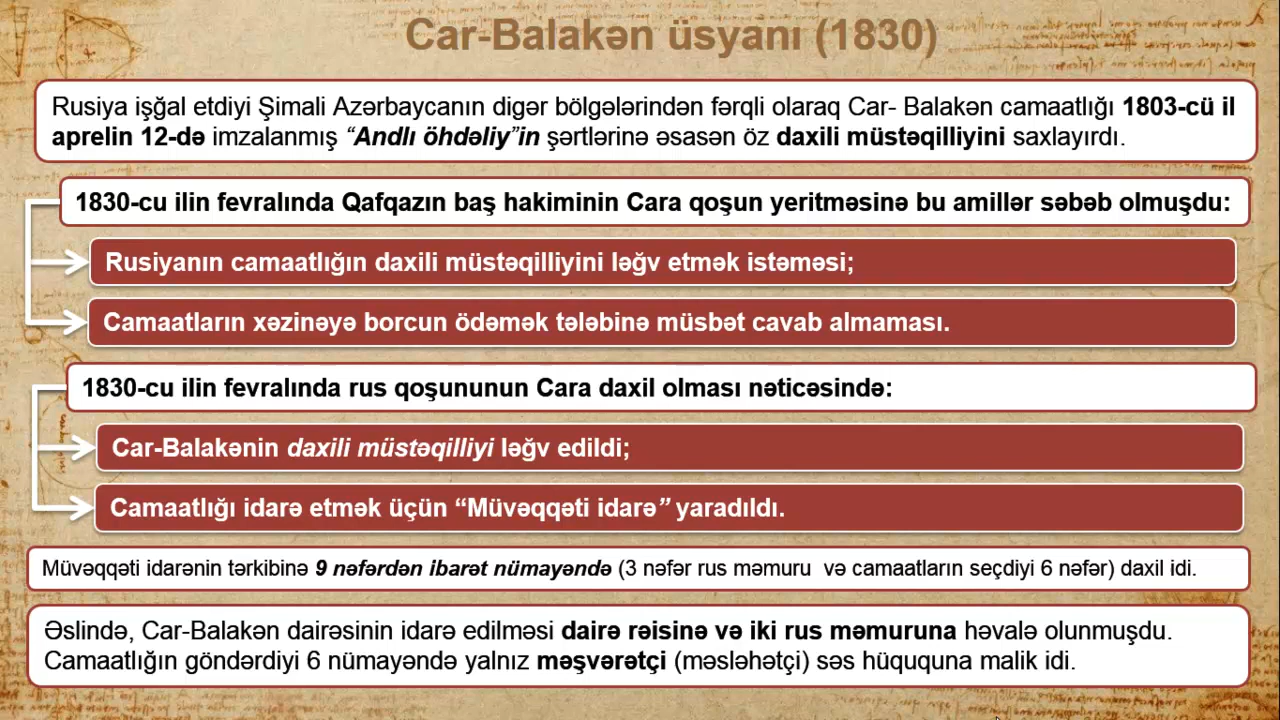 Car-Balakən üsyanı (1830)
Rusiya işğal etdiyi Şimali Azərbaycanın digər bölgələrindən fərqli olaraq Car- Balakən camaatlığı 1803-cü il
aprelin 12-də imzalanmış “Andlı öhdəliy”in şərtlərinə əsasən öz daxili müstəqilliyini saxlayırdı.
1830-cu ilin fevralında Qafqazın baş hakiminin Cara qoşun yeritməsinə bu amillər səbəb olmuşdu:
Rusiyanın camaatlığın daxili müstəqilliyini ləğv etmək istəməsi;
Camaatların xəzinəyə borcun ödəmək tələbinə müsbət cavab almaması.
1830-cu ilin fevralında rus qoşununun Cara daxil olması nəticəsində:
Car-Balakənin daxili müstəqilliyi ləğv edildi;
Camaatlığı idarə etmək üçün “Müvəqqəti idarə” yaradıldı.
Müvəqqəti idarənin tərkibinə 9 nəfərdən ibarət nümayəndə (3 nəfər rus məmuru və camaatların seçdiyi 6 nəfər) daxil idi.
Əslində, Car-Balakən dairəsinin idarə edilməsi dairə rəisinə və iki rus məmuruna həvalə olunmuşdu.
Camaatlığın göndərdiyi 6 nümayəndə yalnız məşvərətçi (məsləhətçi) səs hüququna malik idi.